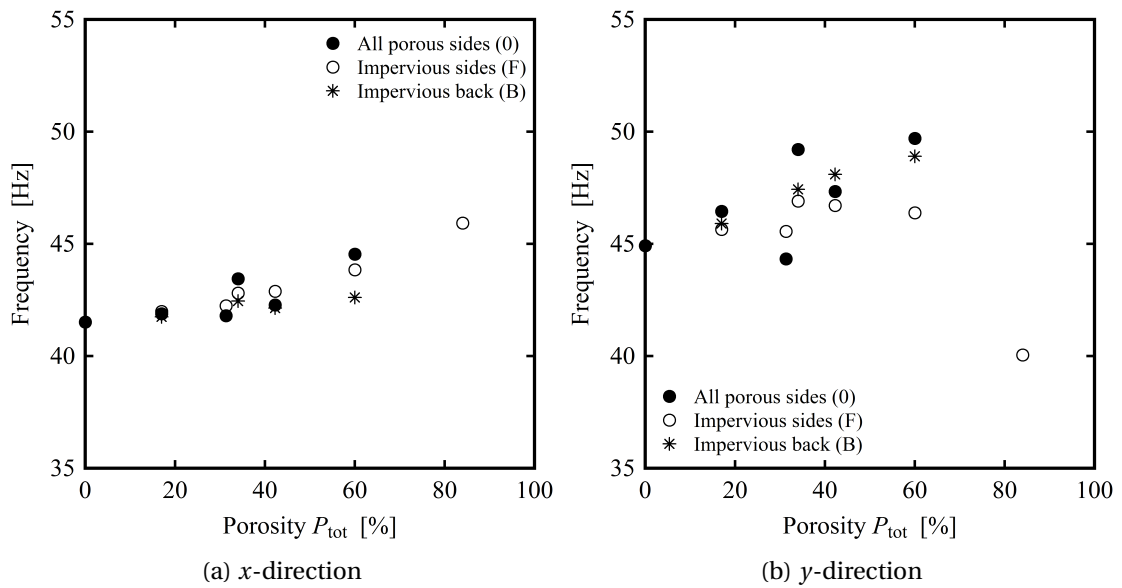 55
50
45
40
35
Frequency [Hz]
All porous sides (0)
Impervious sides (F)
Impervious back (B)
0 20 40 60 80 100
Porosity Ptot [%]
(a) x-direction
55
50
45
40
35
Frequency [Hz]
All porous sides (0)
Impervious sides (F)
Impervious back (B)
0 20 40 60 80 100
Porosity Ptot [%]
(b) y-direction